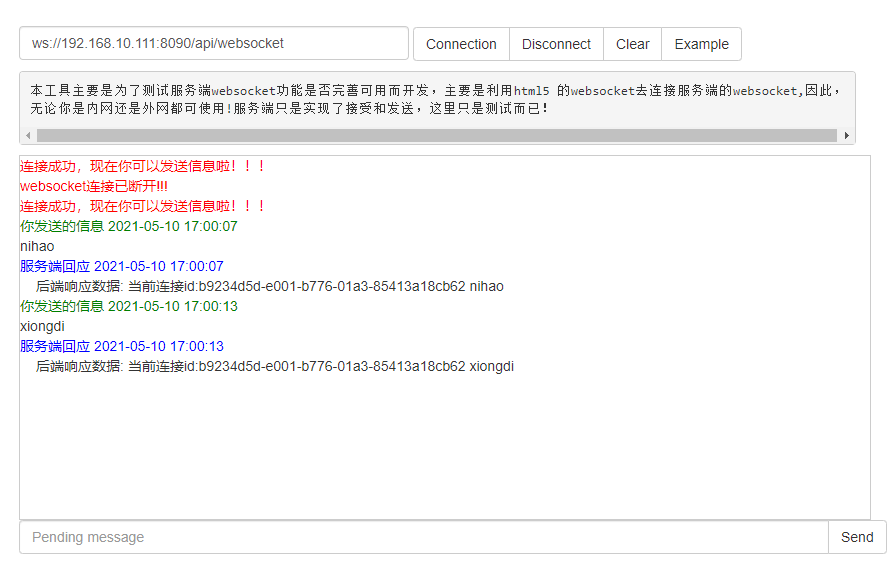 ws://192.168.10.111:8090/api/websocket Connection Disconnect Clear Example
本工具主要是为了测试服务端websocket功能是否完善可用而开发，主要是利用html5 的websocket去连接服务端的websocket,因此，
无论你是内网还是外网都可使用!服务端只是实现了接受和发送，这里只是测试而已！
连接成功，现在你可以发送信息啦！！！
websocket连接已断开!!!
连接成功，现在你可以发送信息啦！！！
你发送的信息 2021-05-10 17:00:07
nihao
服务端回应 2021-05-10 17:00:07
后端响应数据: 当前连接id:b9234d5d-e001-b776-01a3-85413a18cb62 nihao
你发送的信息 2021-05-10 17:00:13
xiongdi
服务端回应 2021-05-10 17:00:13
后端响应数据: 当前连接id:b9234d5d-e001-b776-01a3-85413a18cb62 xiongdi
Pending message Send